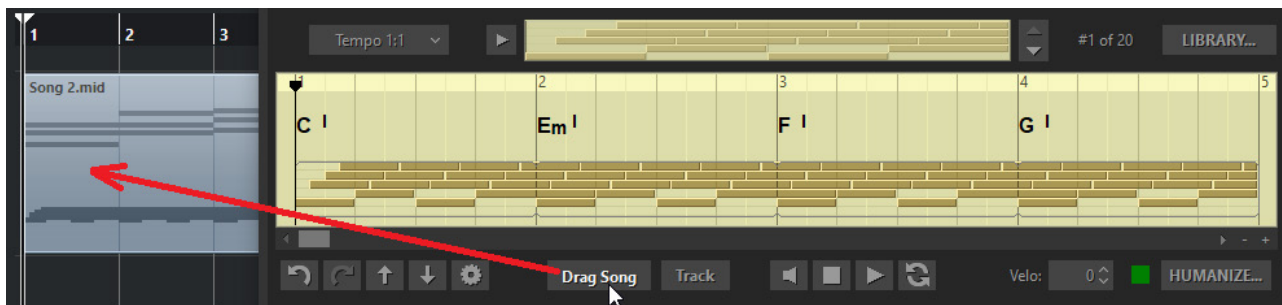 1 2 3
Tempo 1:1
#1 of 20
LIBRARY...
Song 2.mid
1 2 3 4 5
C I Em I F I G I
Drag Song
Track
Velo:
0
HUMANIZE...